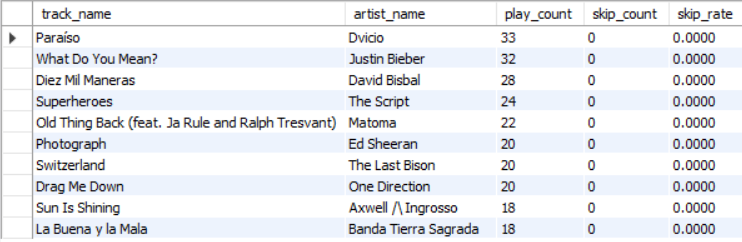 track_name artist_name play_count skip_count skip_rate
Paraíso Dvicio 33 0 0.0000
What Do You Mean? Justin Bieber 32 0 0.0000
Diez Mil Maneras David Bisbal 28 0 0.0000
Superheroes The Script 24 0 0.0000
Old Thing Back (feat. Ja Rule and Ralph Tresvant) Matoma 22 0 0.0000
Photograph Ed Sheeran 20 0 0.0000
Switzerland The Last Bison 20 0 0.0000
Drag Me Down One Direction 20 0 0.0000
Sun Is Shining Axwell /\ Ingrosso 18 0 0.0000
La Buena y la Mala Banda Tierra Sagrada 18 0 0.0000